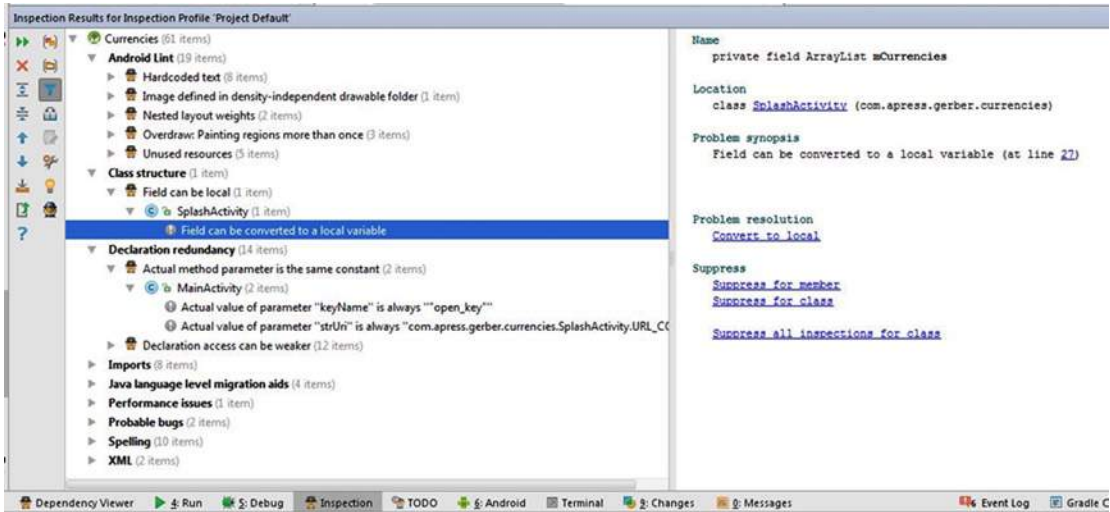 Inspection Results for Inspection Profile 'Project Default'
Currencies (61 items)
Android Lint (19 items)
Hardcoded text (8 items)
Image defined in density-independent drawable folder (1 item)
Nested layout weights (2 items)
Overdraw: Painting regions more than once (3 items)
Unused resources (5 items)
Class structure (1 item)
Field can be local (1 item)
SplashActivity (1 item)
Field can be converted to a local variable
Declaration redundancy (14 items)
Actual method parameter is the same constant (2 items)
MainActivity (2 items)
Actual value of parameter "keyName" is always ""open_key""
Actual value of parameter "strUri" is always "com.apress.gerber.currencies.SplashActivity.URL_CO
Declaration access can be weaker (12 items)
Imports (8 items)
Java language level migration aids (4 items)
Performance issues (1 item)
Probable bugs (2 items)
Spelling (10 items)
XML (2 items)
Name
private field ArrayList mCurrencies
Location
class SplashActivity (com.apress.gerber.currencies)
Problem synopsis
Field can be converted to a local variable (at line 27)
Problem resolution
Convert to local
Suppress
Suppress for member
Suppress for class
Suppress all inspections for class
Dependency Viewer 4: Run 5: Debug Inspection TODO 6: Android Terminal 9: Changes 0: Messages 6 Event Log Gradle C